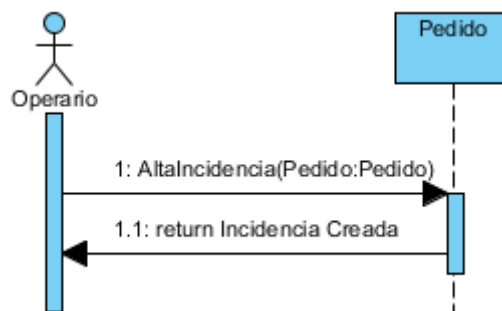 Pedido
Operario
1: AltaIncidencia(Pedido:Pedido)
1.1: return Incidencia Creada